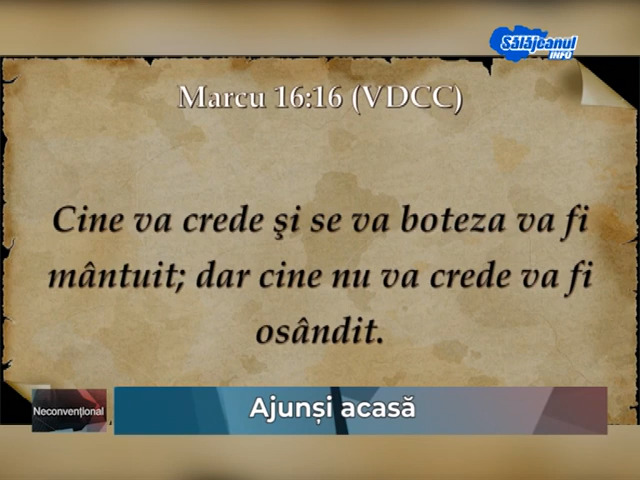 Sălăjeanul
INFO
Marcu 16:16 (VDCC)
Cine va crede şi se va boteza va fi
mântuit; dar cine nu va crede va fi
osândit.
Neconvențional
Ajunși acasă